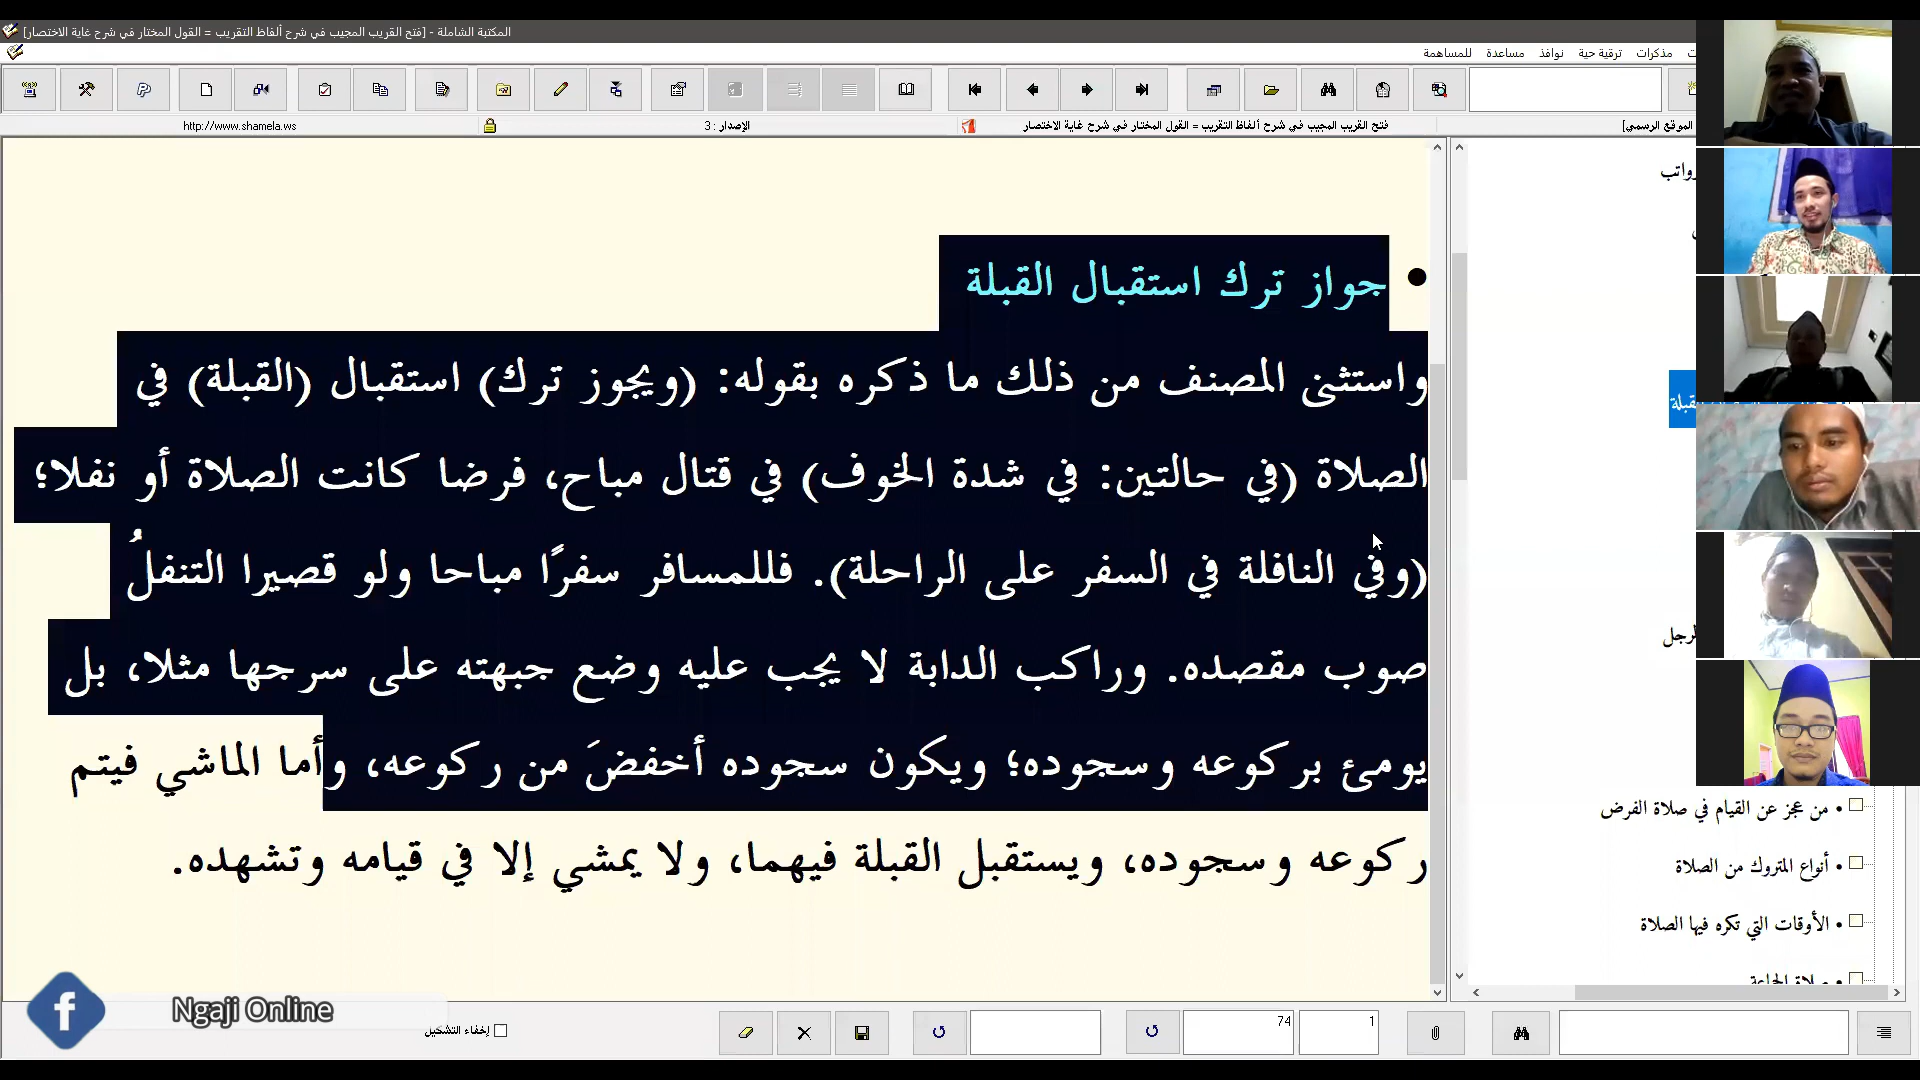 المكتبة الشاملة - [فتح القريب المجيب في شرح ألفاظ التقريب = القول المختار في شرح غاية الاختصار]
مذكرات ترقية حية نوافذ مساعدة للمساهمة
الموقع الرسمي]
فتح القريب المجيب في شرح ألفاظ التقريب = القول المختار في شرح غاية الاختصار
الإصدار : 3
http://www.shamela.ws
• جواز ترك استقبال القبلة
واستثنى المصنف من ذلك ما ذكره بقوله: (ويجوز ترك) استقبال (القبلة) في
الصلاة (في حالتين: في شدة الخوف) في قتال مباح، فرضا كانت الصلاة أو نفلا؛
(وفي النافلة في السفر على الراحلة). فللمسافر سفرًا مباحا ولو قصيرا التنفلُ
صوب مقصده. وراكب الدابة لا يجب عليه وضع جبهته على سرجها مثلا، بل
يومئ بركوعه وسجوده؛ ويكون سجوده أخفضَ من ركوعه، وأما الماشي فيتم
ركوعه وسجوده، ويستقبل القبلة فيهما، ولا يمشي إلا في قيامه وتشهده.
• من عجز عن القيام في صلاة الفرض
• أنواع المتروك من الصلاة
• الأوقات التي تكره فيها الصلاة
• صلاة الجماعة
f Ngaji Online
إخفاء التشكيل
74
1